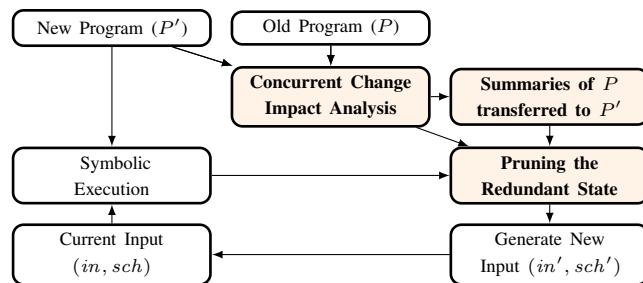 New Program (P′)
Old Program (P)
Concurrent Change
Impact Analysis
Summaries of P
transferred to P′
Symbolic
Execution
Pruning the
Redundant State
Current Input
(in, sch)
Generate New
Input (in′, sch′)